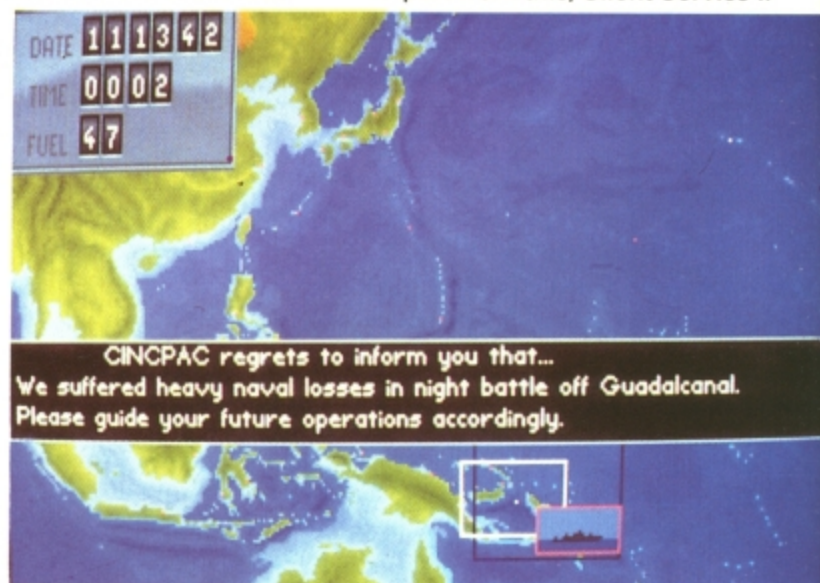 DATE 111342
TIME 0002
FUEL 47
CINCPAC regrets to inform you that...
We suffered heavy naval losses in night battle off Guadalcanal.
Please guide your future operations accordingly.